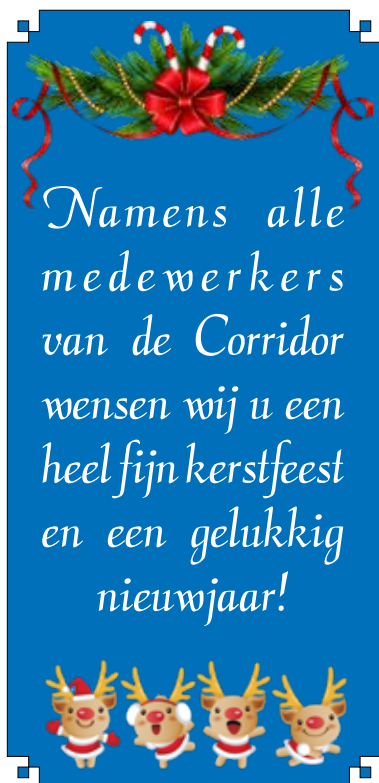 Namens alle
medewerkers
van de Corridor
wensen wij u een
heel fijn kerstfeest
en een gelukkig
nieuwjaar!